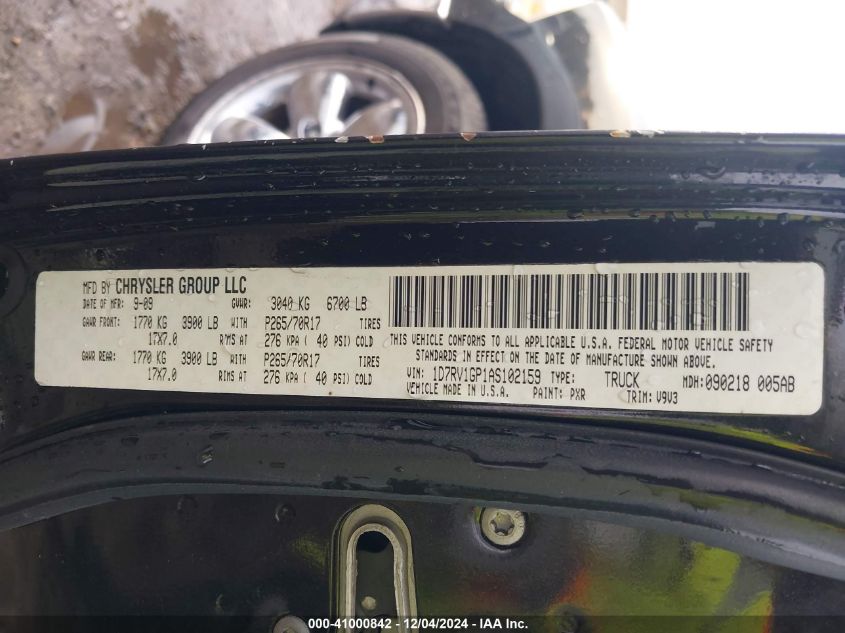 MFD BY CHRYSLER GROUP LLC
DATE OF MFR: 9-09 GVWR: 3040 KG 6700 LB
GAWR FRONT: 1770 KG 3900 LB WITH P265/70R17 TIRES
17X7.0 RIMS AT 276 KPA ( 40 PSI) COLD
GAWR REAR: 1770 KG 3900 LB WITH P265/70R17 TIRES
17X7.0 RIMS AT 276 KPA ( 40 PSI) COLD
THIS VEHICLE CONFORMS TO ALL APPLICABLE U.S.A. FEDERAL MOTOR VEHICLE SAFETY
STANDARDS IN EFFECT ON THE DATE OF MANUFACTURE SHOWN ABOVE.
VIN: 1D7RV1GP1AS102159 TYPE: TRUCK MDH:090218 005AB
VEHICLE MADE IN U.S.A. PAINT: PXR TRIM: V9V3
000-41000842 - 12/04/2024 - IAA Inc.